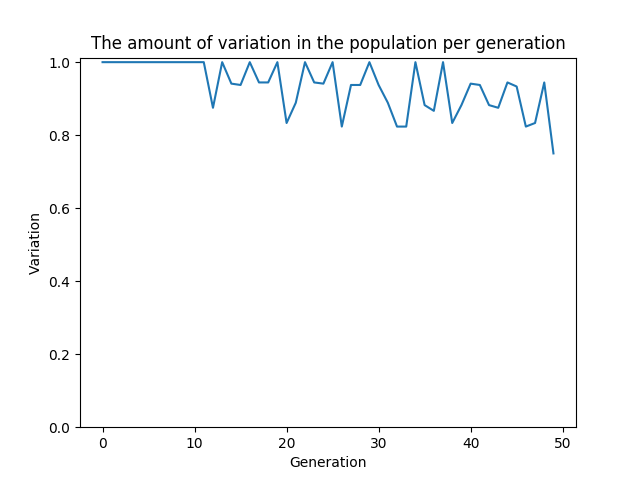 The amount of variation in the population per generation
1.0
0.8
0.6
0.4
0.2
0.0
Variation
0 10 20 30 40 50
Generation